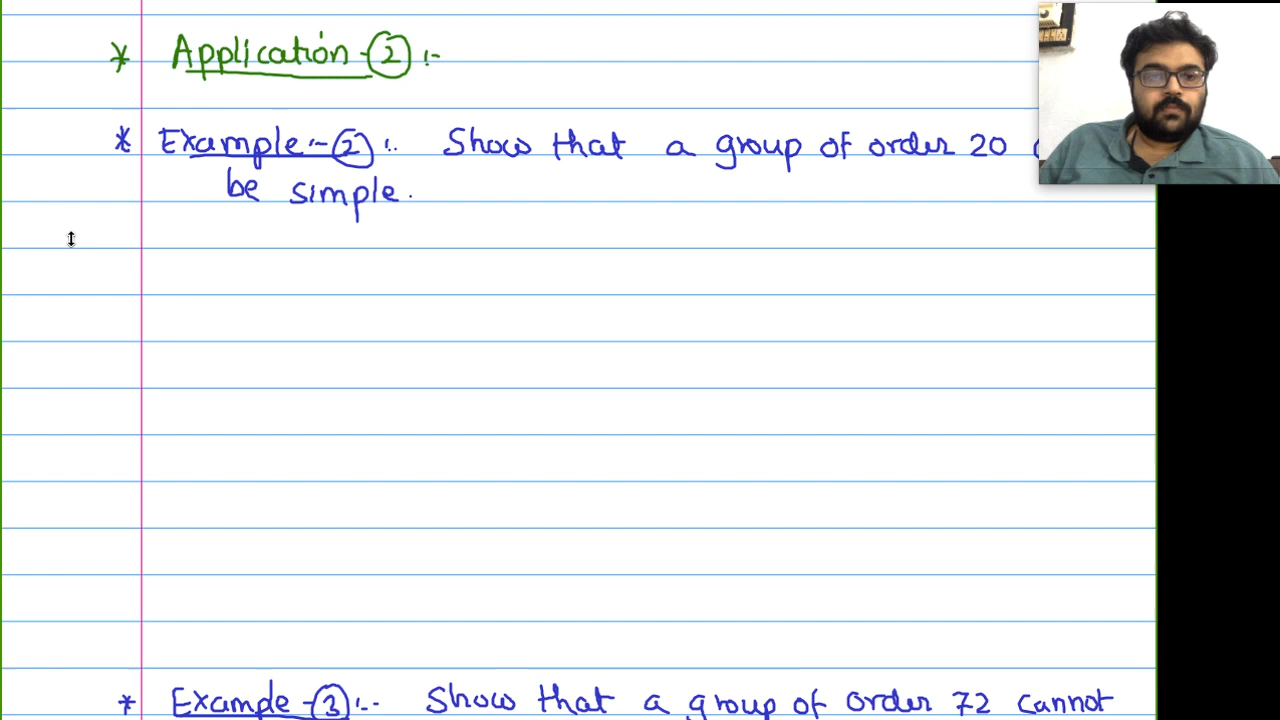 * Application - 2 :-
* Example :- 2 :. Show that a group of order 20
be simple.
* Example - 3 :-. Show that a group of order 72 cannot